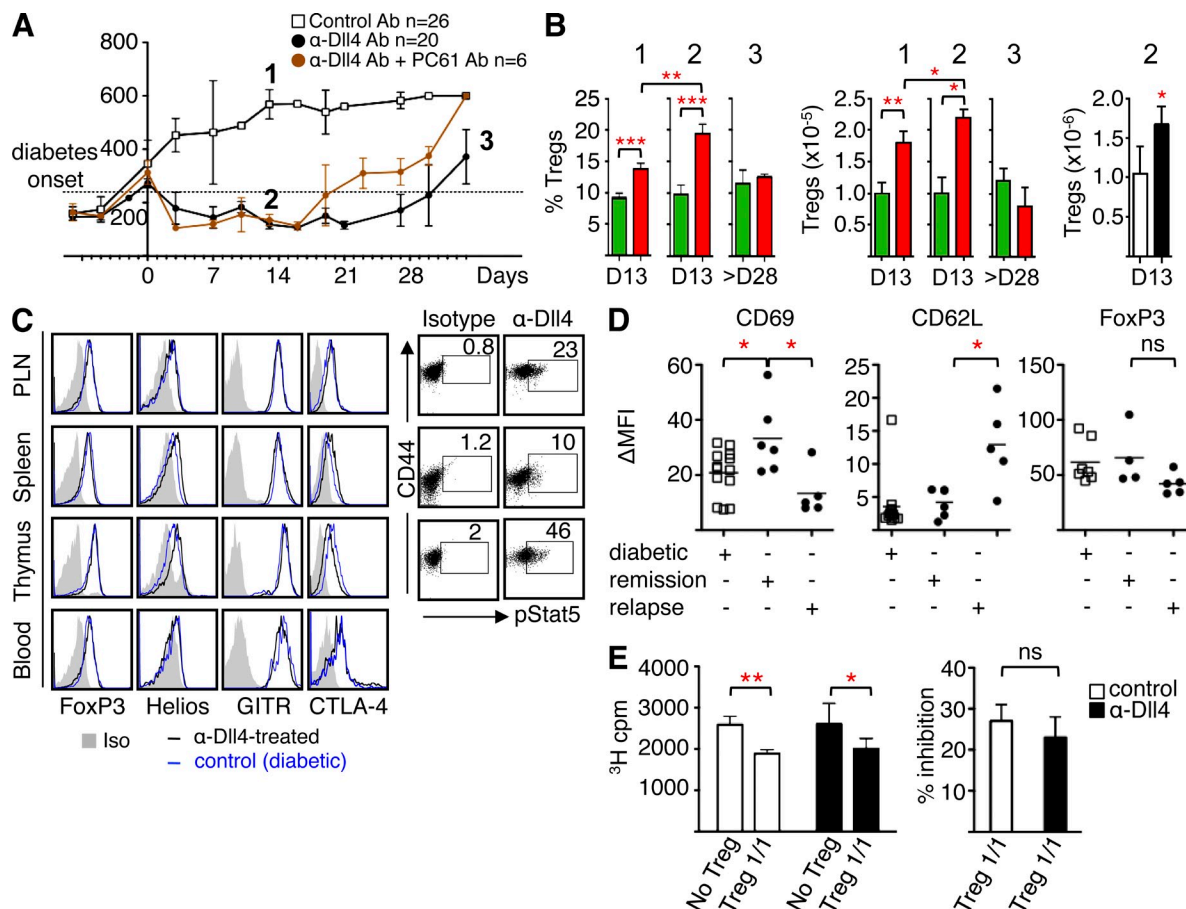 A
Control Ab n=26
α-Dll4 Ab n=20
α-Dll4 Ab + PC61 Ab n=6
800
600
400
200
diabetes
onset
1
2
3
0 7 14 21 28 Days
B
1 2 3
** *** ***
% Tregs
25
20
15
10
5
D13 D13 >D28
1 2 3
* ** *
Tregs (x10-5)
2.5
2.0
1.5
1.0
0.5
D13 D13 >D28
2
*
Tregs (x10-6)
2.0
1.5
1.0
0.5
D13
C
PLN
Spleen
Thymus
Blood
FoxP3 Helios GITR CTLA-4
Iso
α-Dll4-treated
control (diabetic)
Isotype α-Dll4
0.8 23
1.2 10
2 46
CD44
pStat5
D
CD69 CD62L FoxP3
* * * ns
ΔMFI
60
40
20
0
25
20
15
10
5
0
150
100
50
0
diabetic + - - + - - + - -
remission - + - - + - - + -
relapse - - + - - + - - +
E
3H cpm
4000
3000
2000
1000
** *
No Treg Treg 1/1 No Treg Treg 1/1
% inhibition
40
30
20
10
0
ns
Treg 1/1 Treg 1/1
control
α-Dll4